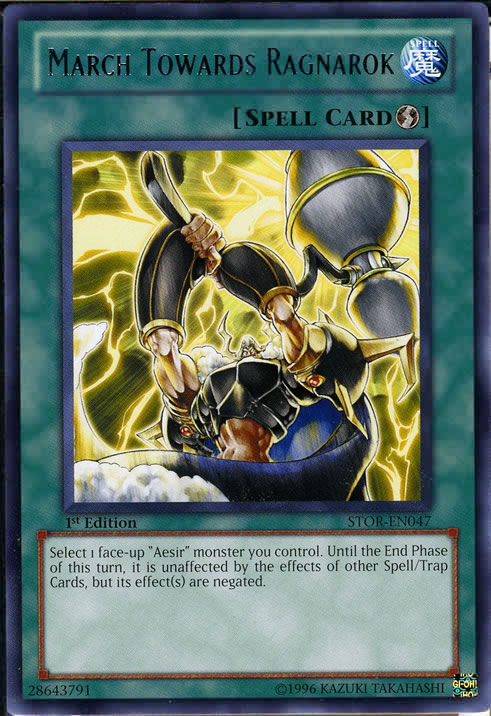 MARCH TOWARDS RAGNAROK
SPELL
魔
[SPELL CARD]
1st Edition STOR-EN047
Select 1 face-up "Aesir" monster you control. Until the End Phase
of this turn, it is unaffected by the effects of other Spell/Trap
Cards, but its effect(s) are negated.
28643791 ©1996 KAZUKI TAKAHASHI
GI-OH!